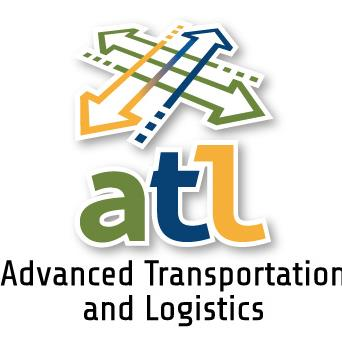 atl
Advanced Transportation
and Logistics